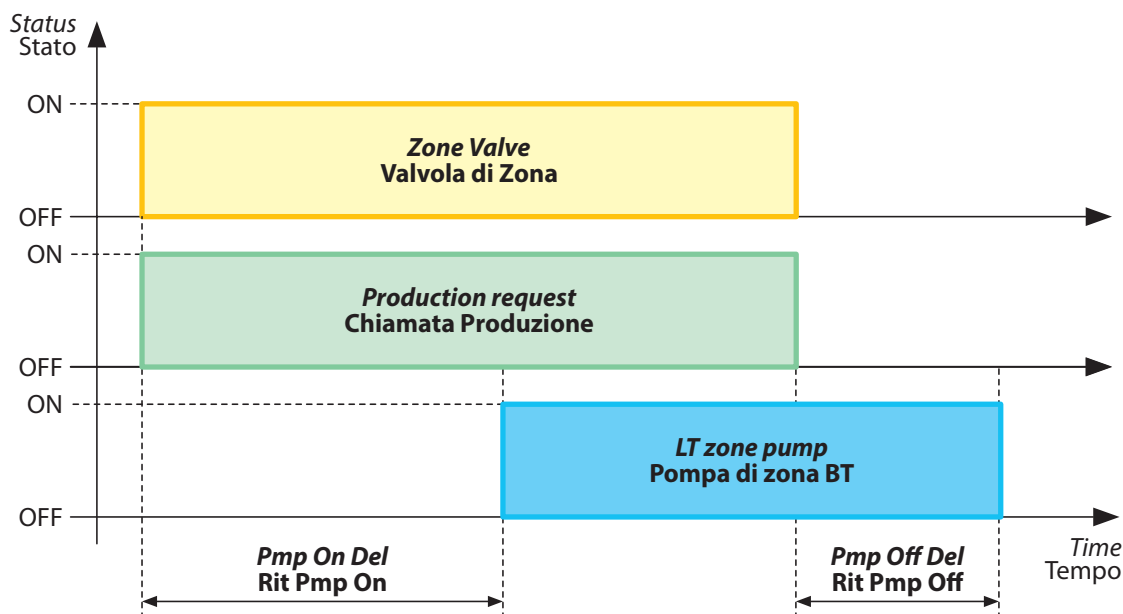 Status
Stato
ON
Zone Valve
Valvola di Zona
OFF
ON
Production request
Chiamata Produzione
OFF
ON
LT zone pump
Pompa di zona BT
OFF
Time
Tempo
Pmp On Del
Rit Pmp On
Pmp Off Del
Rit Pmp Off